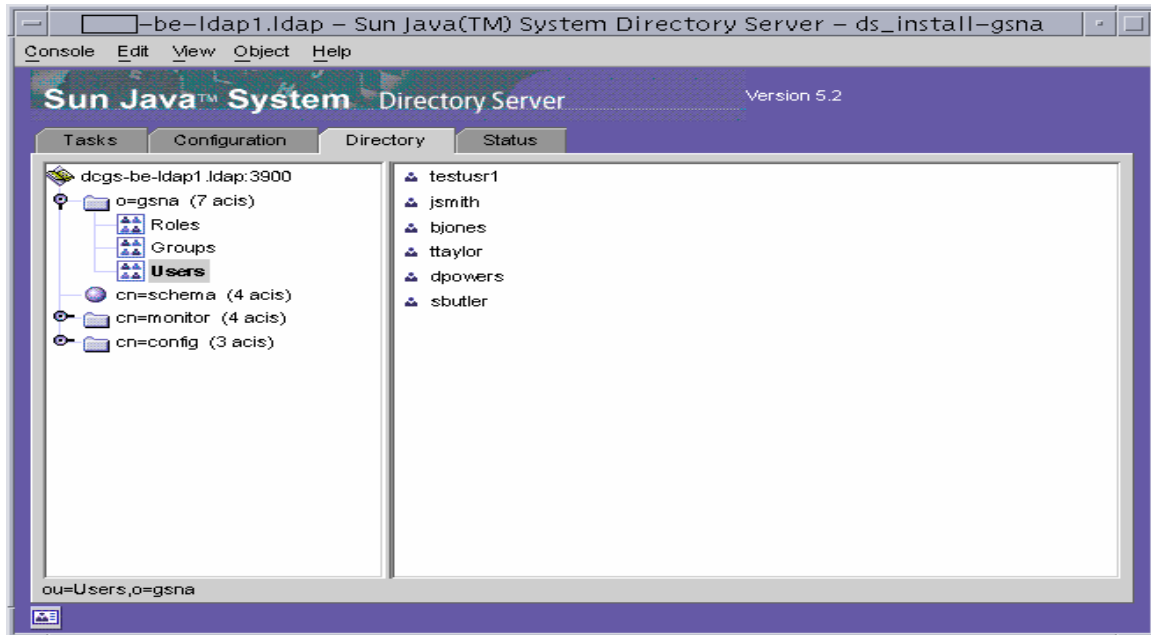 -be-ldap1.ldap – Sun Java(TM) System Directory Server – ds_install-gsna
Console Edit View Object Help
Sun Java™ System Directory Server Version 5.2
Tasks Configuration Directory Status
dcgs-be-ldap1.ldap:3900
o=gsna (7 acis)
Roles
Groups
Users
cn=schema (4 acis)
cn=monitor (4 acis)
cn=config (3 acis)
testusr1
jsmith
bjones
ttaylor
dpowers
sbutler
ou=Users,o=gsna